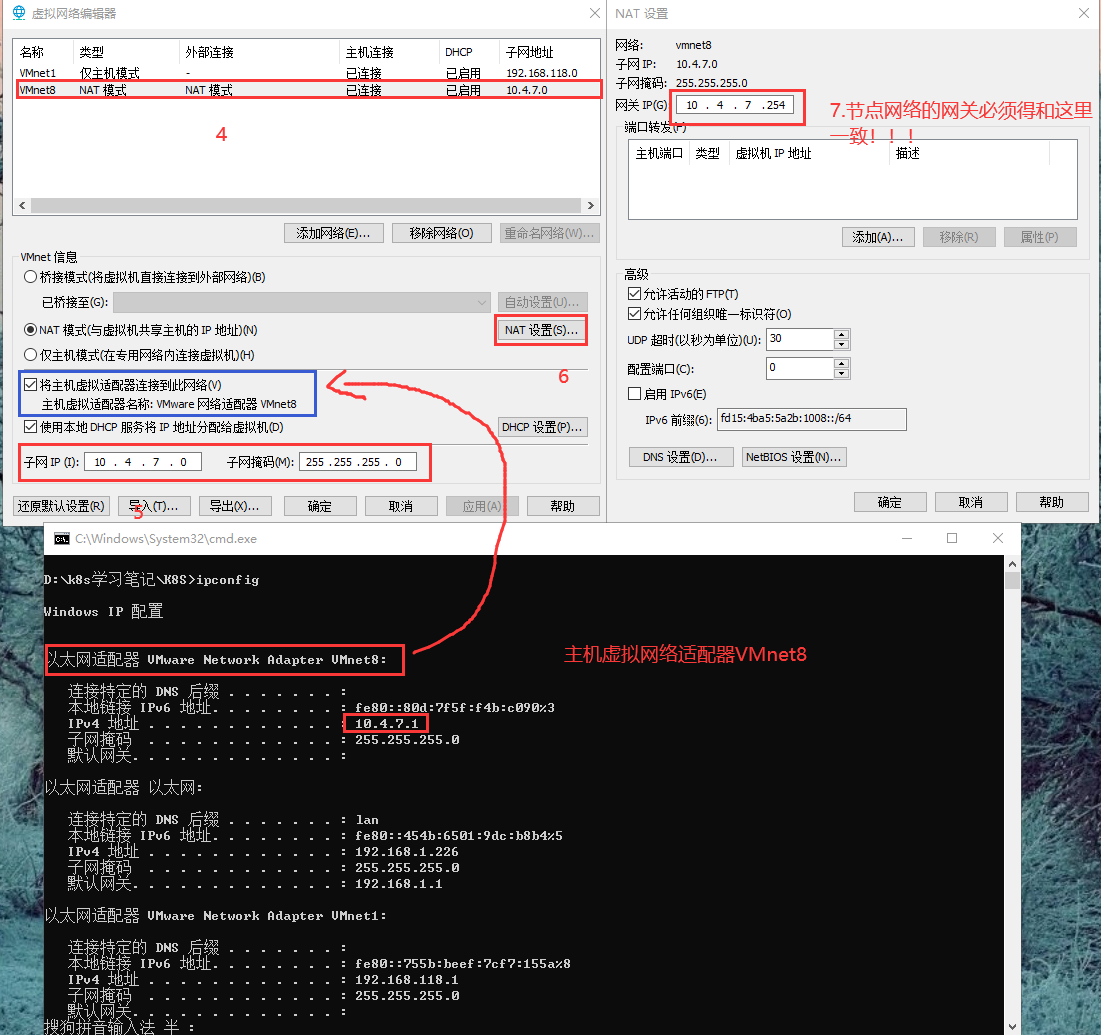 虚拟网络编辑器
名称 类型 外部连接 主机连接 DHCP 子网地址
VMnet1 仅主机模式 - 已连接 已启用 192.168.118.0
VMnet8 NAT 模式 NAT 模式 已连接 已启用 10.4.7.0
4
添加网络(E)... 移除网络(O) 重命名网络(W)...
VMnet 信息
桥接模式(将虚拟机直接连接到外部网络)(B)
已桥接至(G): 自动设置(U)...
NAT 模式(与虚拟机共享主机的 IP 地址)(N) NAT 设置(S)...
仅主机模式(在专用网络内连接虚拟机)(H)
6
将主机虚拟适配器连接到此网络(V)
主机虚拟适配器名称: VMware 网络适配器 VMnet8
使用本地 DHCP 服务将 IP 地址分配给虚拟机(D) DHCP 设置(P)...
子网 IP (I): 10 . 4 . 7 . 0 子网掩码(M): 255 .255 .255 . 0
还原默认设置(R) 导入(T)... 导出(X)... 确定 取消 应用(A) 帮助
5
NAT 设置
网络: vmnet8
子网 IP: 10.4.7.0
子网掩码: 255.255.255.0
网关 IP(G): 10 . 4 . 7 .254
7.节点网络的网关必须得和这里
一致！！！
端口转发(F)
主机端口 类型 虚拟机 IP 地址 描述
添加(A)... 移除(R) 属性(P)
高级
允许活动的 FTP(T)
允许任何组织唯一标识符(O)
UDP 超时(以秒为单位)(U): 30
配置端口(C): 0
启用 IPv6(E)
IPv6 前缀(6): fd15:4ba5:5a2b:1008::/64
DNS 设置(D)... NetBIOS 设置(N)...
确定 取消 帮助
C:\Windows\System32\cmd.exe
D:\k8s学习笔记\K8S>ipconfig
Windows IP 配置
以太网适配器 VMware Network Adapter VMnet8:
主机虚拟网络适配器VMnet8
连接特定的 DNS 后缀 . . . . . . . :
本地链接 IPv6 地址. . . . . . . . : fe80::80d:7f5f:f4b:c090%3
IPv4 地址 . . . . . . . . . . . . : 10.4.7.1
子网掩码 . . . . . . . . . . . . : 255.255.255.0
默认网关. . . . . . . . . . . . . :
以太网适配器 以太网:
连接特定的 DNS 后缀 . . . . . . . : lan
本地链接 IPv6 地址. . . . . . . . : fe80::454b:6501:9dc:b8b4%5
IPv4 地址 . . . . . . . . . . . . : 192.168.1.226
子网掩码 . . . . . . . . . . . . : 255.255.255.0
默认网关. . . . . . . . . . . . . : 192.168.1.1
以太网适配器 VMware Network Adapter VMnet1:
连接特定的 DNS 后缀 . . . . . . . :
本地链接 IPv6 地址. . . . . . . . : fe80::755b:beef:7cf7:155a%8
IPv4 地址 . . . . . . . . . . . . : 192.168.118.1
子网掩码 . . . . . . . . . . . . : 255.255.255.0
默认网关. . . . . . . . . . . . . :
搜狗拼音输入法 半 :